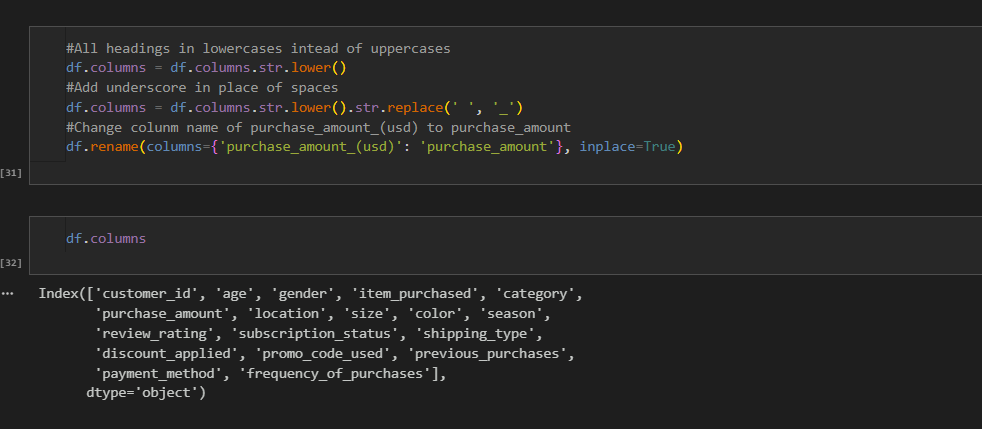 #All headings in lowercases intead of uppercases
df.columns = df.columns.str.lower()
#Add underscore in place of spaces
df.columns = df.columns.str.lower().str.replace(' ', '_')
#Change colunm name of purchase_amount_(usd) to purchase_amount
df.rename(columns={'purchase_amount_(usd)': 'purchase_amount'}, inplace=True)
[31]
df.columns
[32]
... Index(['customer_id', 'age', 'gender', 'item_purchased', 'category',
'purchase_amount', 'location', 'size', 'color', 'season',
'review_rating', 'subscription_status', 'shipping_type',
'discount_applied', 'promo_code_used', 'previous_purchases',
'payment_method', 'frequency_of_purchases'],
dtype='object')